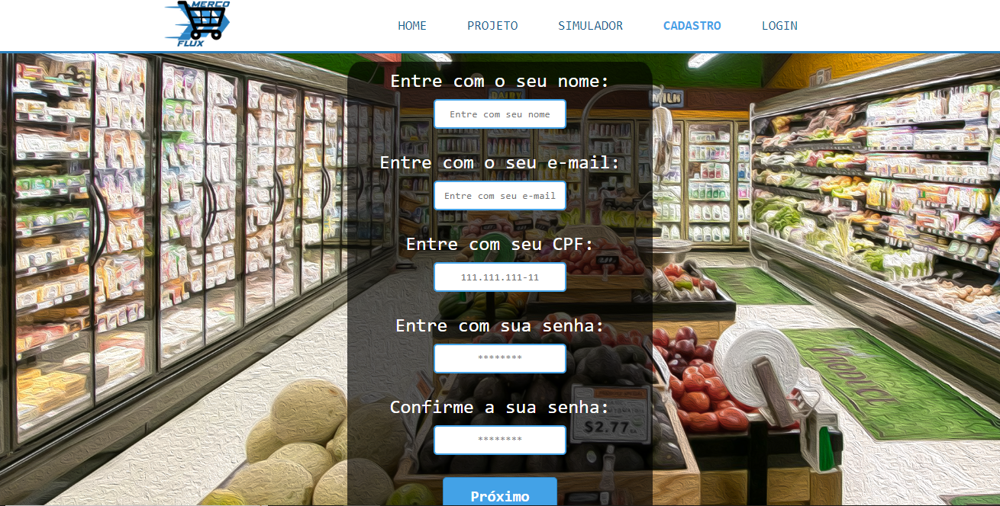 MERCO
FLUX
HOME PROJETO SIMULADOR CADASTRO LOGIN
Entre com o seu nome:
DAIRY
MILK
Entre com seu nome
Entre com o seu e-mail:
Entre com seu e-mail
Entre com seu CPF:
111.111.111-11
Entre com sua senha:
********
Produce
Confirme a sua senha:
$2.77
********
Próximo